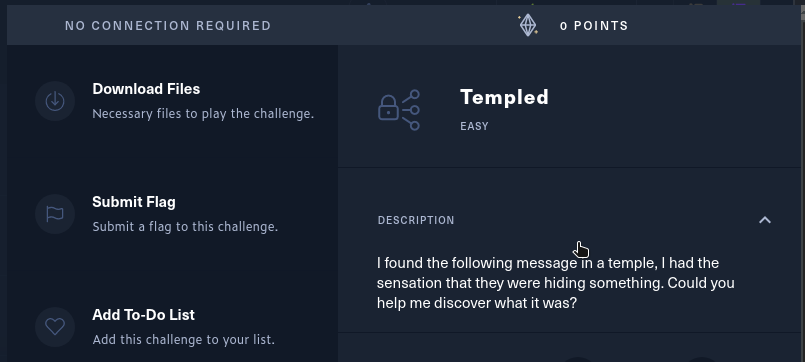 NO CONNECTION REQUIRED
0 POINTS
Download Files
Necessary files to play the challenge.
Submit Flag
Submit a flag to this challenge.
Add To-Do List
Add this challenge to your list.
Templed
EASY
DESCRIPTION
I found the following message in a temple, I had the
sensation that they were hiding something. Could you
help me discover what it was?